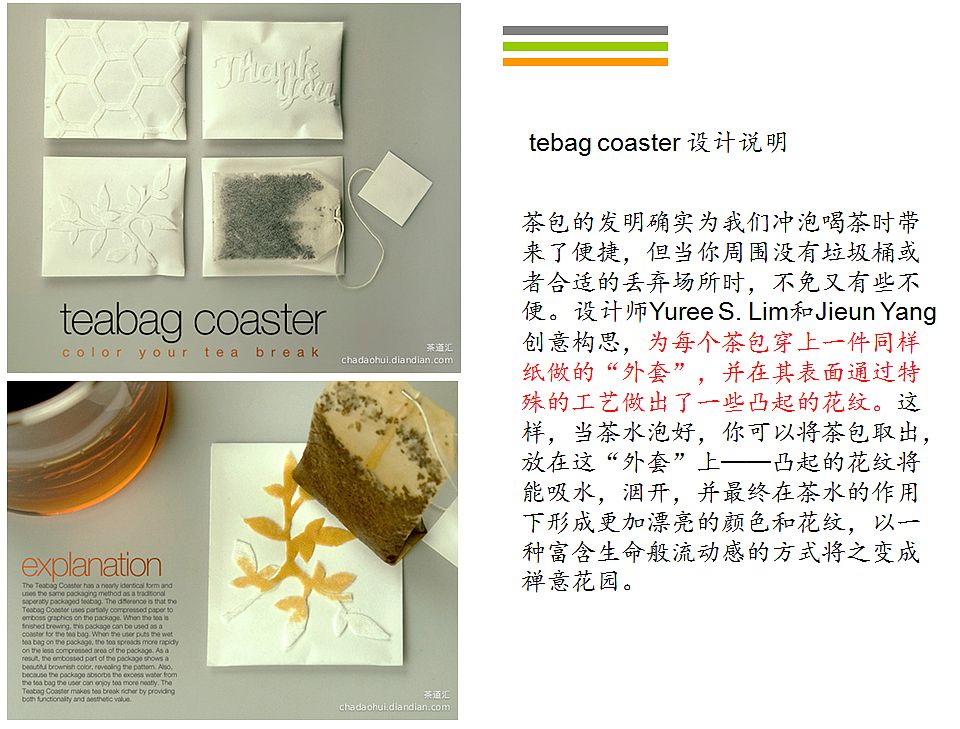 Thank
you
teabag coaster
color your tea break
茶道汇
chadaohui.diandian.com
explanation
The Teabag Coaster has a nearly identical form and
uses the same packaging method as a traditional
saperatly packaged teabag. The difference is that the
Teabag Coaster uses partially compressed paper to
emboss graphics on the package. When the tea is
finished brewing, this package can be used as a
coaster for the tea bag. When the user puts the wet
tea bag on the package, the tea spreads more rapidly
on the less compressed area of the package. As a
result, the embossed part of the package shows a
beautiful brownish color, revealing the pattern. Also,
because the package absorbs the excess water from
the tea bag the user can enjoy tea more neatly. The
Teabag Coaster makes tea break richer by providing
both functionality and aesthetic value.
茶道汇
chadaohui.diandian.com
tebag coaster 设计说明
茶包的发明确实为我们冲泡喝茶时带
来了便捷，但当你周围没有垃圾桶或
者合适的丢弃场所时，不免又有些不
便。设计师Yuree S. Lim和Jieun Yang
创意构思，为每个茶包穿上一件同样
纸做的“外套”，并在其表面通过特
殊的工艺做出了一些凸起的花纹。这
样，当茶水泡好，你可以将茶包取出，
放在这“外套”上——凸起的花纹将
能吸水，洇开，并最终在茶水的作用
下形成更加漂亮的颜色和花纹，以一
种富含生命般流动感的方式将之变成
禅意花园。